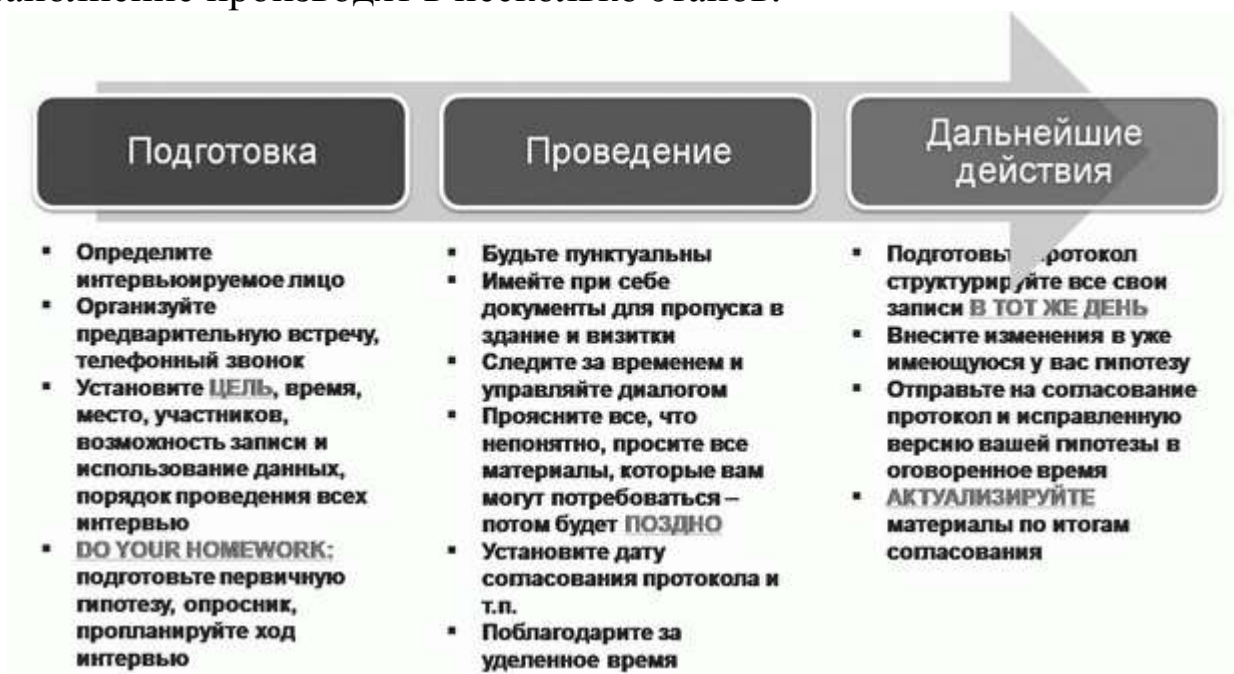 производят в несколько этапов:
Подготовка
Определите
интервьюируемое лицо
Организуйте
предварительную встречу,
телефонный звонок
Установите ЦЕЛЬ, время,
место, участников,
возможность записи и
использование данных,
порядок проведения всех
интервью
DO YOUR HOMEWORK:
подготовьте первичную
гипотезу, опросник,
пропланируйте ход
интервью
Проведение
Будьте пунктуальны
Имейте при себе
документы для пропуска в
здание и визитки
Следите за временем и
управляйте диалогом
Проясните все, что
непонятно, просите все
материалы, которые вам
могут потребоваться –
потом будет ПОЗДНО
Установите дату
согласования протокола и
т.п.
Поблагодарите за
уделенное время
Дальнейшие
действия
Подготовьте протокол
структурируйте все свои
записи В ТОТ ЖЕ ДЕНЬ
Внесите изменения в уже
имеющуюся у вас гипотезу
Отправьте на согласование
протокол и исправленную
версию вашей гипотезы в
оговоренное время
АКТУАЛИЗИРУЙТЕ
материалы по итогам
согласования